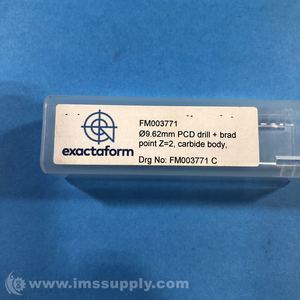 FM003771
Ø9.62mm PCD drill + brad
point Z=2, carbide body,
exactaform
Drg No: FM003771 C
© www.imssupply.com